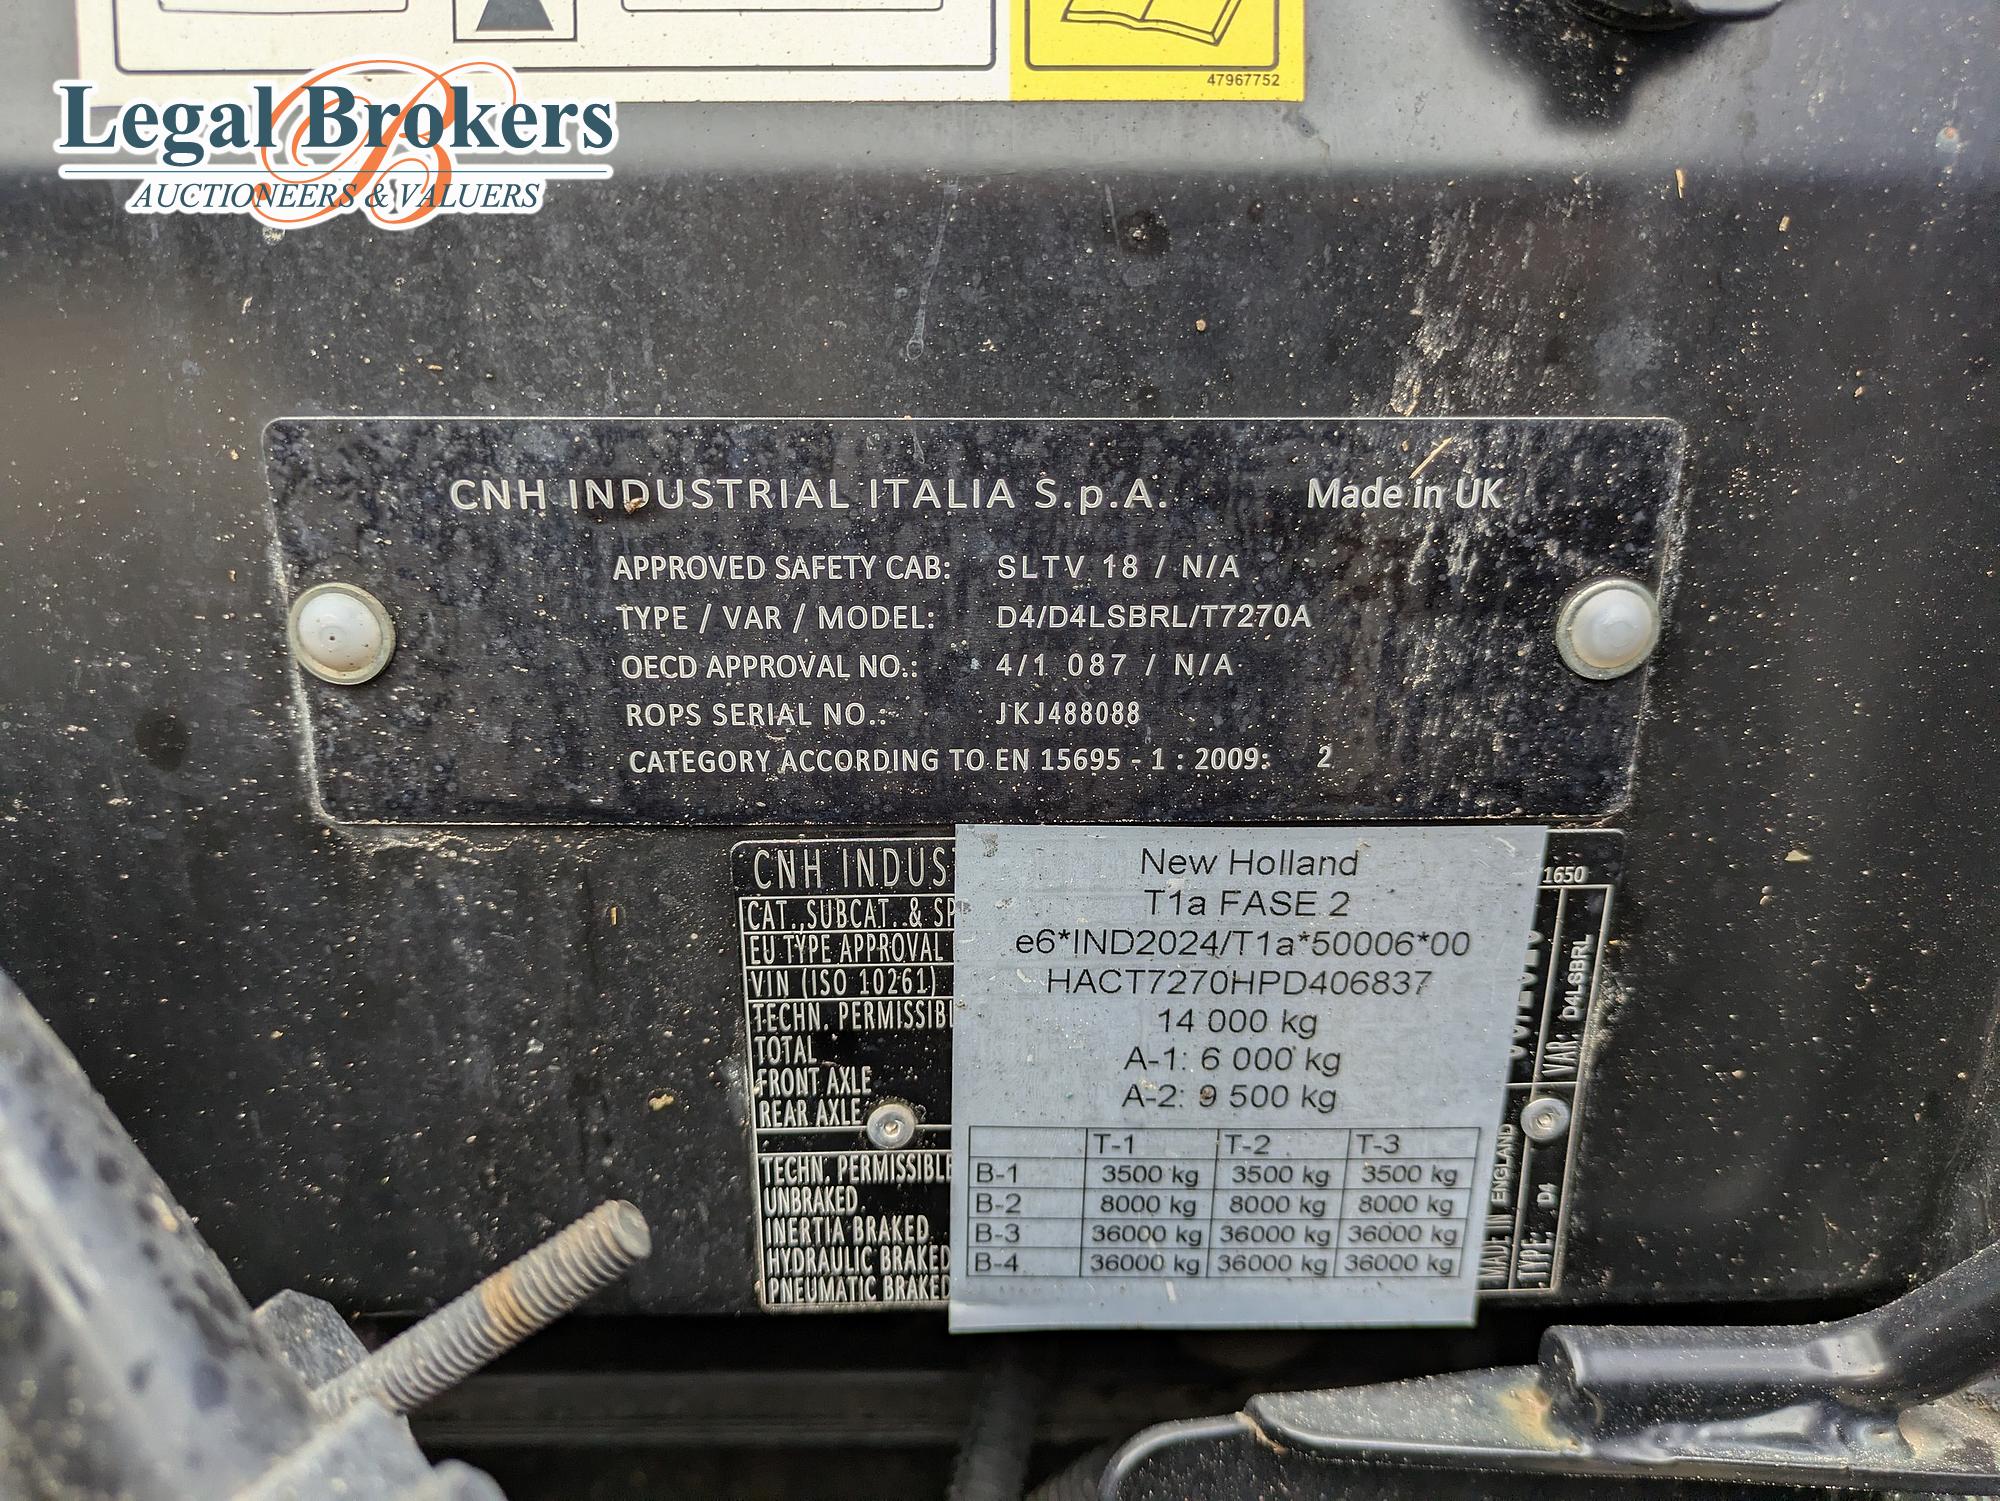 47967752
Legal Brokers
AUCTIONEERS & VALUERS
CNH INDUSTRIAL ITALIA S.p.A. Made in UK
APPROVED SAFETY CAB: SLTV 18 / N/A
TYPE / VAR / MODEL: D4/D4LSBRL/T7270A
OECD APPROVAL NO.: 4/1 087 / N/A
ROPS SERIAL NO.: JKJ488088
CATEGORY ACCORDING TO EN 15695 - 1 : 2009: 2
CNH INDUS
CAT., SUBCAT. & SP
EU TYPE APPROVAL
VIN (ISO 10261)
TECHN. PERMISSIBL
TOTAL
FRONT AXLE
REAR AXLE
TECHN. PERMISSIBLE
UNBRAKED
INERTIA BRAKED
HYDRAULIC BRAKED
PNEUMATIC BRAKED
New Holland
T1a FASE 2
e6*IND2024/T1a*50006*00
HACT7270HPD406837
14 000 kg
A-1: 6 000 kg
A-2: 9 500 kg
T-1 T-2 T-3
B-1 3500 kg 3500 kg 3500 kg
B-2 8000 kg 8000 kg 8000 kg
B-3 36000 kg 36000 kg 36000 kg
B-4 36000 kg 36000 kg 36000 kg
1650
VAR: D4LSBRL
TYPE: D4
MADE IN ENGLAND